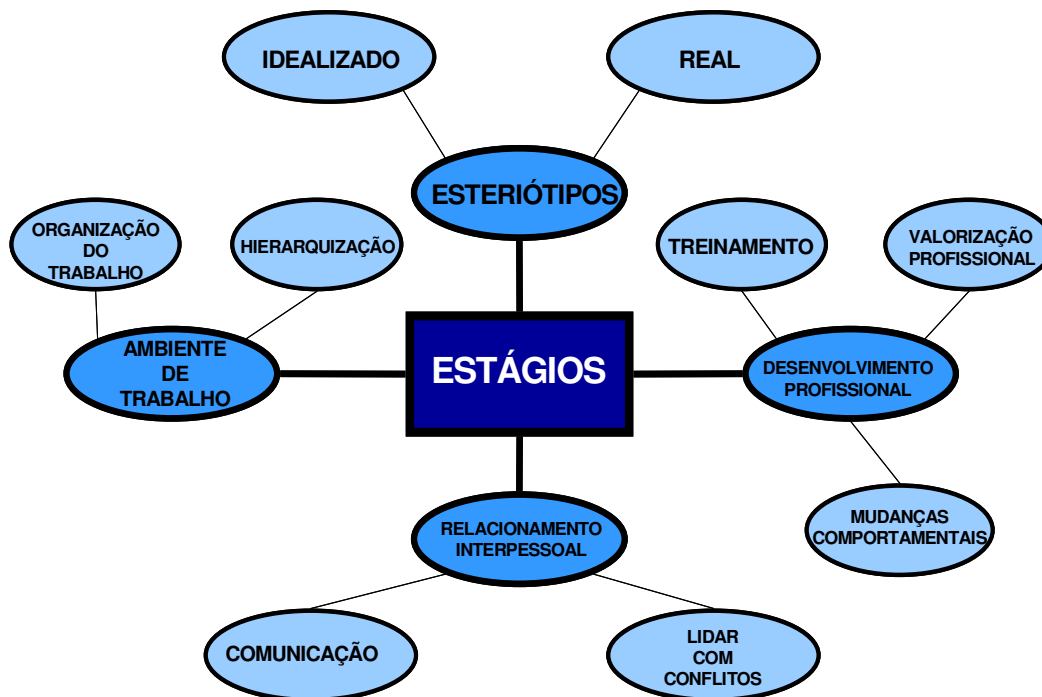 IDEALIZADO
REAL
ESTERIÓTIPOS
ORGANIZAÇÃO
DO
TRABALHO
HIERARQUIZAÇÃO
TREINAMENTO
VALORIZAÇÃO
PROFISSIONAL
AMBIENTE
DE
TRABALHO
ESTÁGIOS
DESENVOLVIMENTO
PROFISSIONAL
RELACIONAMENTO
INTERPESSOAL
MUDANÇAS
COMPORTAMENTAIS
COMUNICAÇÃO
LIDAR
COM
CONFLITOS